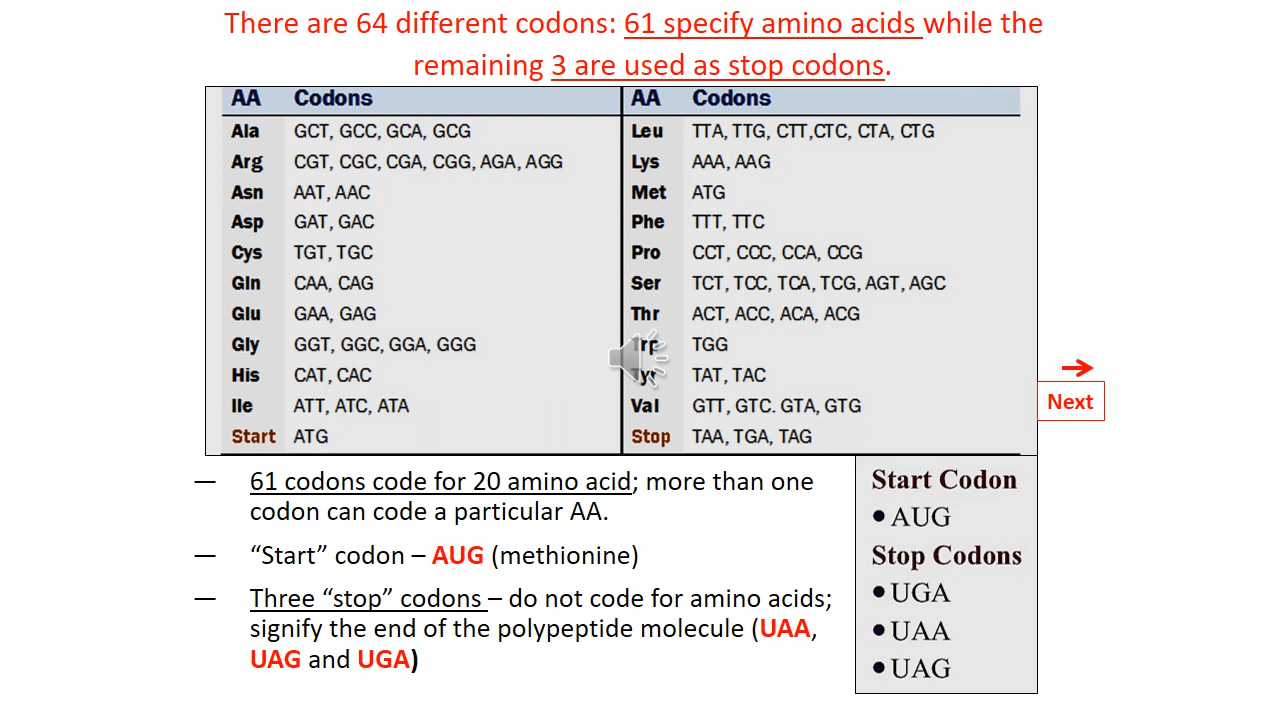 There are 64 different codons: 61 specify amino acids while the
remaining 3 are used as stop codons.
AA Codons AA Codons
Ala GCT, GCC, GCA, GCG Leu TTA, TTG, CTT,CTC, CTA, CTG
Arg CGT, CGC, CGA, CGG, AGA, AGG Lys AAA, AAG
Asn AAT, AAC Met ATG
Asp GAT, GAC Phe TTT, TTC
Cys TGT, TGC Pro CCT, CCC, CCA, CCG
Gln CAA, CAG Ser TCT, TCC, TCA, TCG, AGT, AGC
Glu GAA, GAG Thr ACT, ACC, ACA, ACG
Gly GGT, GGC, GGA, GGG Trp TGG
His CAT, CAC Tyr TAT, TAC
Ile ATT, ATC, ATA Val GTT, GTC. GTA, GTG
Start ATG Stop TAA, TGA, TAG
Next
— 61 codons code for 20 amino acid; more than one
codon can code a particular AA.
— “Start” codon – AUG (methionine)
— Three “stop” codons – do not code for amino acids;
signify the end of the polypeptide molecule (UAA,
UAG and UGA)
Start Codon
• AUG
Stop Codons
• UGA
• UAA
• UAG